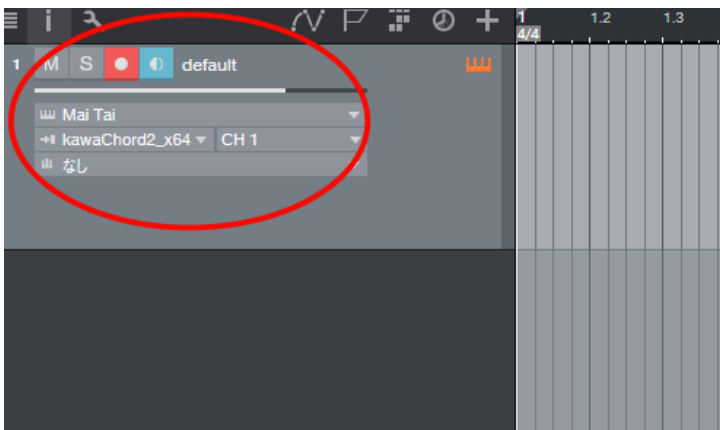 1 1.2 1.3
4/4
1 M S default
Mai Tai
kawaChord2_x64 CH 1
なし